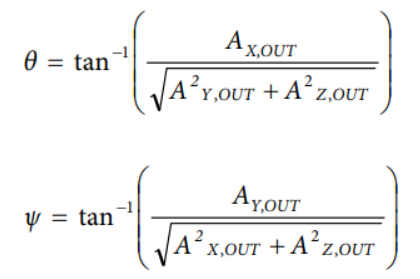 θ = tan⁻¹(A_X,OUT / √(A²_Y,OUT + A²_Z,OUT))
ψ = tan⁻¹(A_Y,OUT / √(A²_X,OUT + A²_Z,OUT))